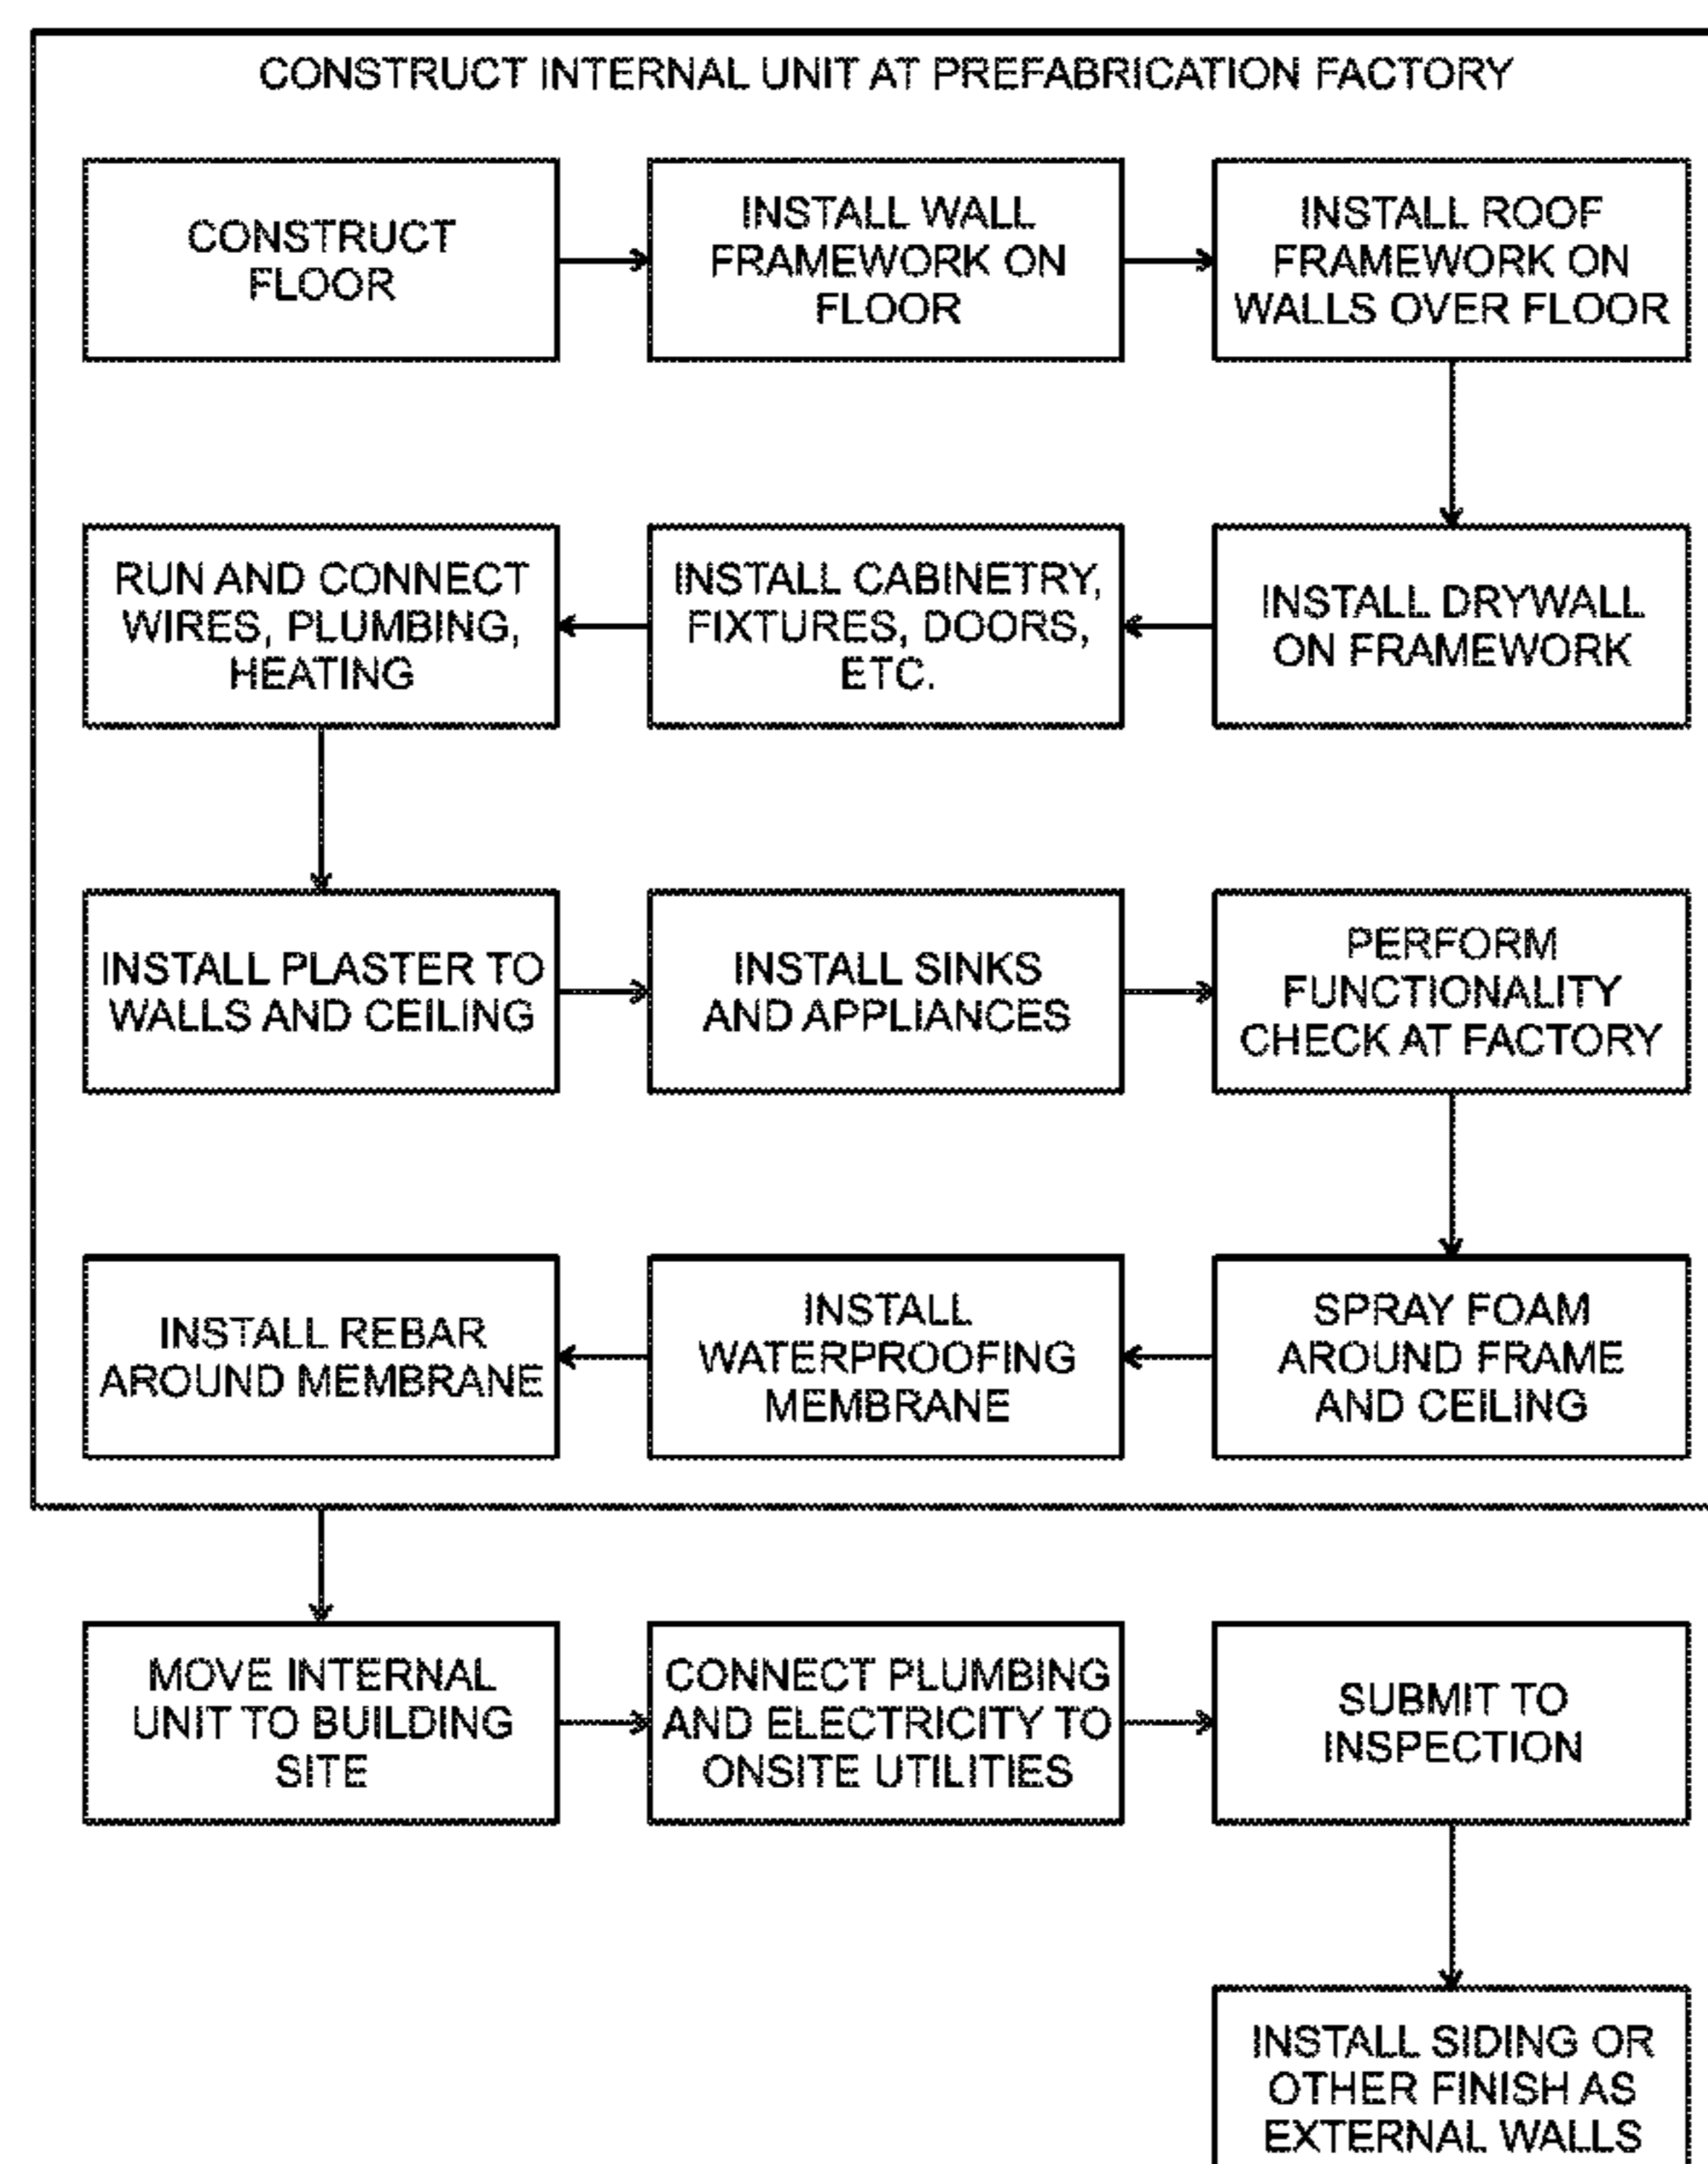 CONSTRUCT INTERNAL UNIT AT PREFABRICATION FACTORY
CONSTRUCT
FLOOR
INSTALL WALL
FRAMEWORK ON
FLOOR
INSTALL ROOF
FRAMEWORK ON
WALLS OVER FLOOR
INSTALL DRYWALL
ON FRAMEWORK
INSTALL CABINETRY,
FIXTURES, DOORS,
ETC.
RUN AND CONNECT
WIRES, PLUMBING,
HEATING
INSTALL PLASTER TO
WALLS AND CEILING
INSTALL SINKS
AND APPLIANCES
PERFORM
FUNCTIONALITY
CHECK AT FACTORY
SPRAY FOAM
AROUND FRAME
AND CEILING
INSTALL
WATERPROOFING
MEMBRANE
INSTALL REBAR
AROUND MEMBRANE
MOVE INTERNAL
UNIT TO BUILDING
SITE
CONNECT PLUMBING
AND ELECTRICITY TO
ONSITE UTILITIES
SUBMIT TO
INSPECTION
INSTALL SIDING OR
OTHER FINISH AS
EXTERNAL WALLS